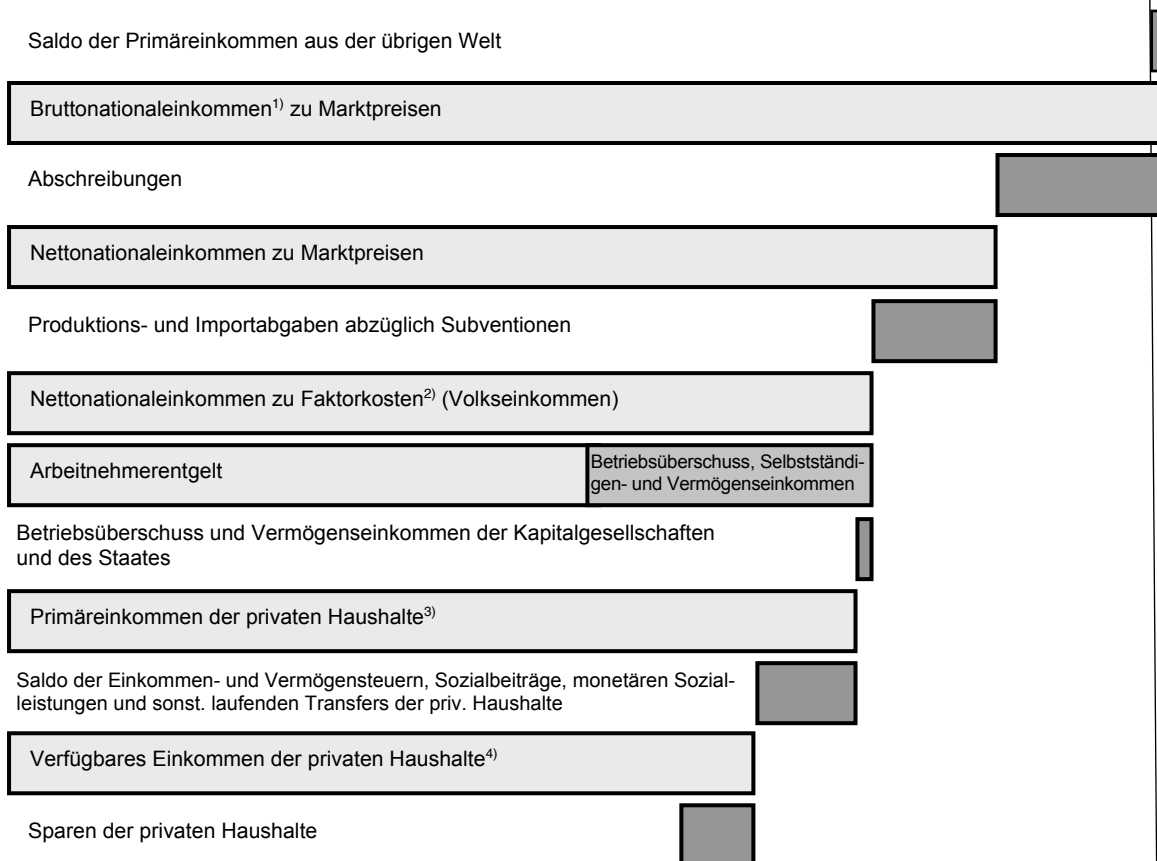 Saldo der Primäreinkommen aus der übrigen Welt
Bruttonationaleinkommen1) zu Marktpreisen
Abschreibungen
Nettonationaleinkommen zu Marktpreisen
Produktions- und Importabgaben abzüglich Subventionen
Nettonationaleinkommen zu Faktorkosten2) (Volkseinkommen)
Arbeitnehmerentgelt
Betriebsüberschuss, Selbstständi-
gen- und Vermögenseinkommen
Betriebsüberschuss und Vermögenseinkommen der Kapitalgesellschaften
und des Staates
Primäreinkommen der privaten Haushalte3)
Saldo der Einkommen- und Vermögensteuern, Sozialbeiträge, monetären Sozial-
leistungen und sonst. laufenden Transfers der priv. Haushalte
Verfügbares Einkommen der privaten Haushalte4)
Sparen der privaten Haushalte